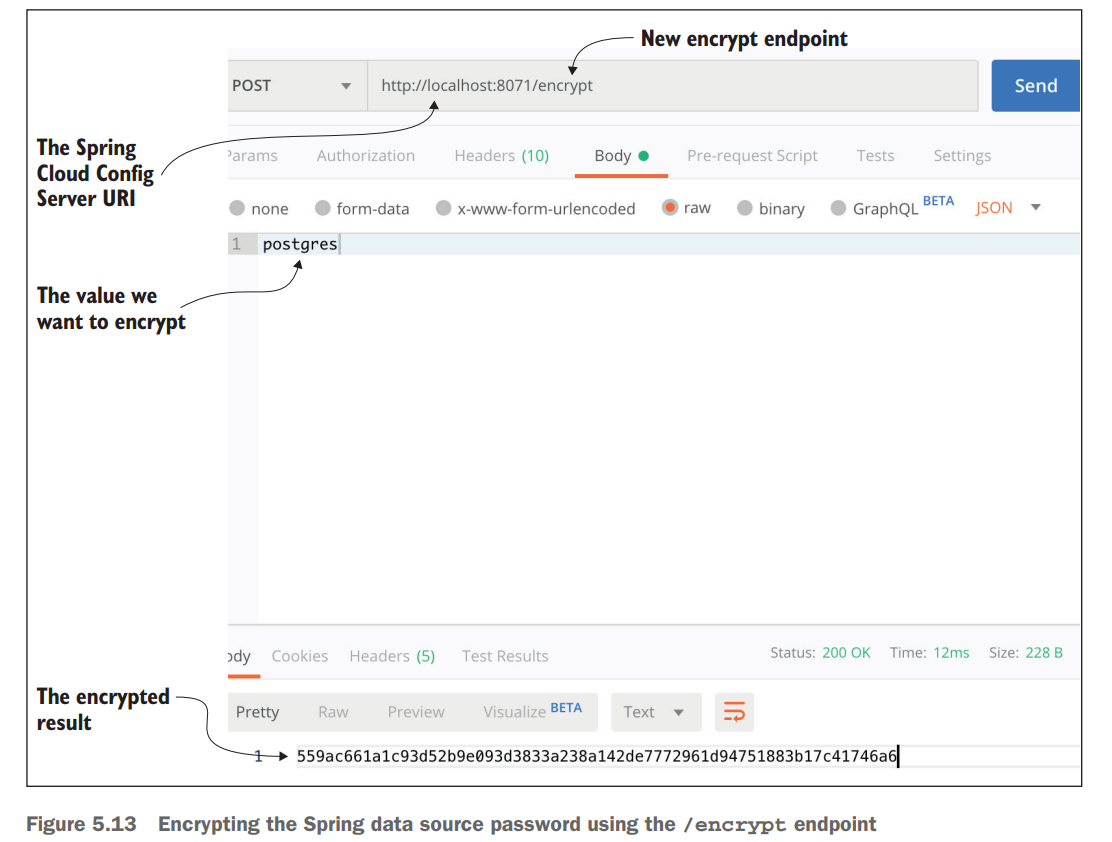 New encrypt endpoint
POST
http://localhost:8071/encrypt
Send
The Spring
Cloud Config
Server URI
Params Authorization Headers (10) Body Pre-request Script Tests Settings
none form-data x-www-form-urlencoded raw binary GraphQL BETA JSON
1 postgres
The value we
want to encrypt
ody Cookies Headers (5) Test Results Status: 200 OK Time: 12ms Size: 228 B
The encrypted
result
Pretty Raw Preview Visualize BETA Text
1 559ac661a1c93d52b9e093d3833a238a142de7772961d94751883b17c41746a6
Figure 5.13 Encrypting the Spring data source password using the /encrypt endpoint